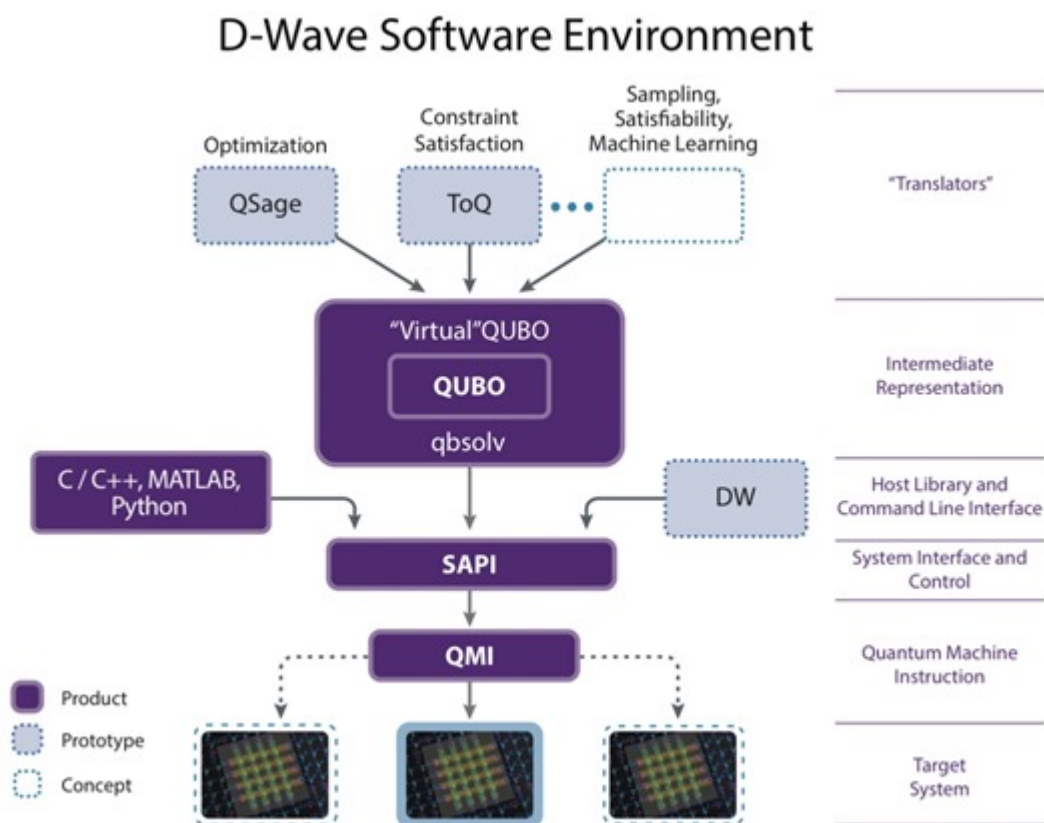 D-Wave Software Environment
Optimization
Constraint
Satisfaction
Sampling,
Satisfiability,
Machine Learning
QSage
ToQ
"Translators"
"Virtual"QUBO
QUBO
qbsolv
Intermediate
Representation
C / C++, MATLAB,
Python
DW
Host Library and
Command Line Interface
SAPI
System Interface and
Control
QMI
Quantum Machine
Instruction
Product
Prototype
Concept
Target
System